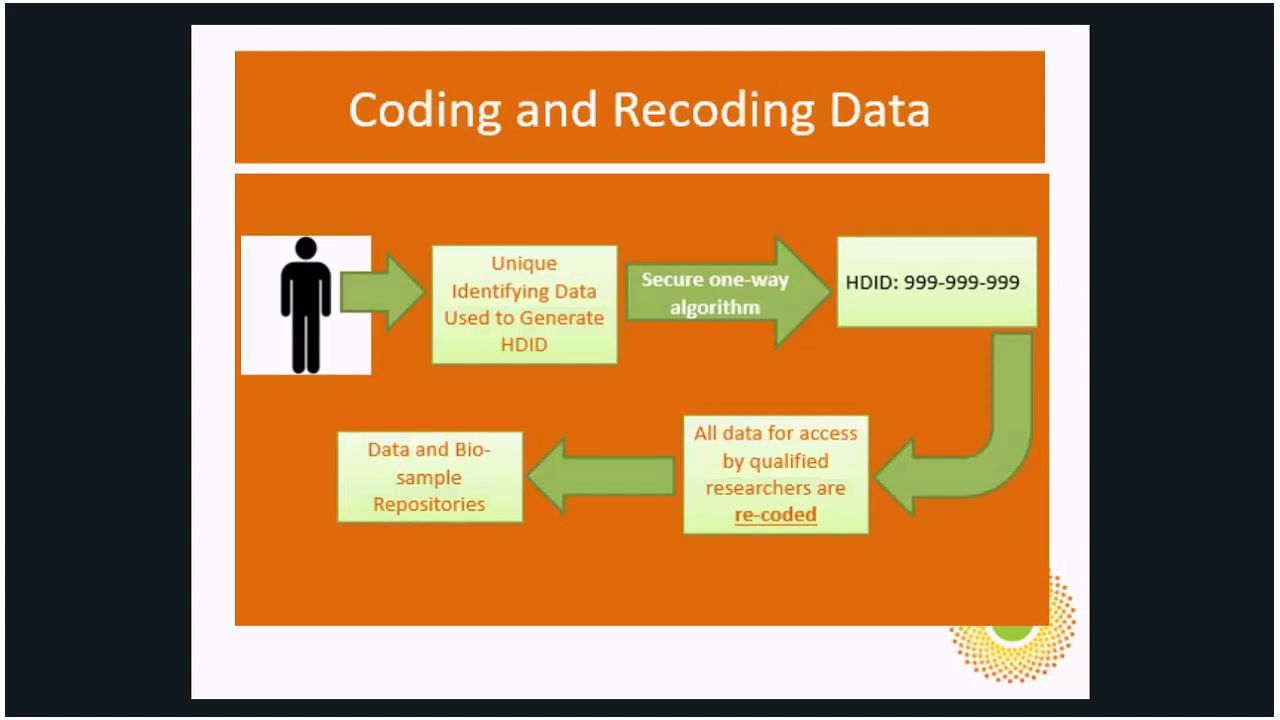 Coding and Recoding Data
Unique
Identifying Data
Used to Generate
HDID
Secure one-way
algorithm
HDID: 999-999-999
All data for access
by qualified
researchers are
re-coded
Data and Bio-
sample
Repositories